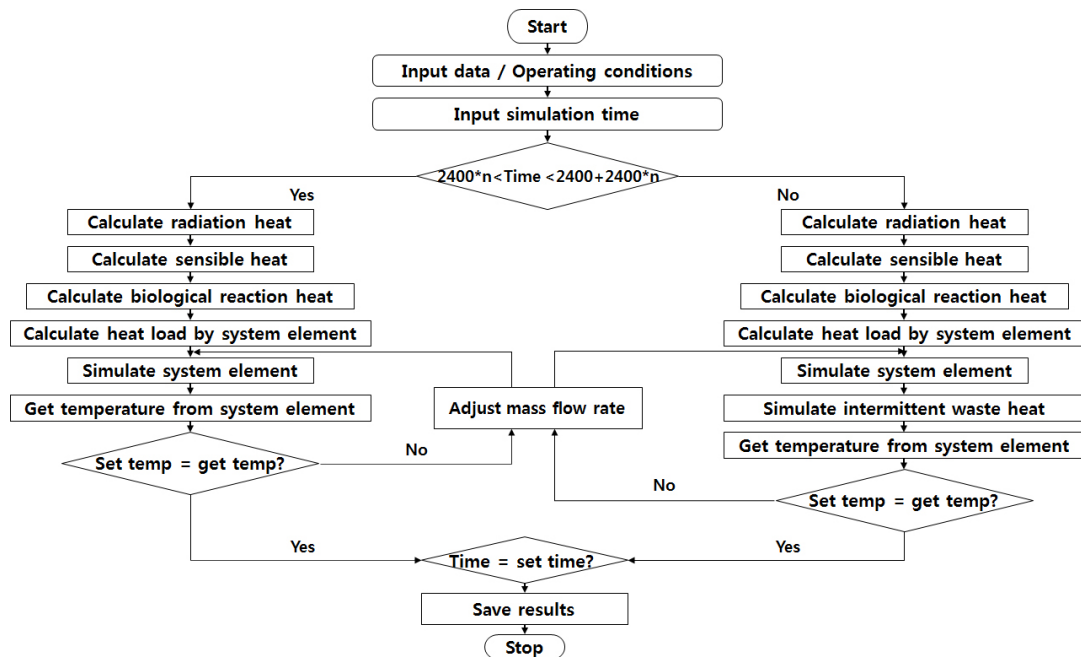 Start
Input data / Operating conditions
Input simulation time
2400*n<Time <2400+2400*n
Yes
No
Calculate radiation heat
Calculate sensible heat
Calculate biological reaction heat
Calculate heat load by system element
Simulate system element
Get temperature from system element
Set temp = get temp?
No
Yes
Adjust mass flow rate
Calculate radiation heat
Calculate sensible heat
Calculate biological reaction heat
Calculate heat load by system element
Simulate system element
Simulate intermittent waste heat
Get temperature from system element
Set temp = get temp?
No
Yes
Time = set time?
Save results
Stop